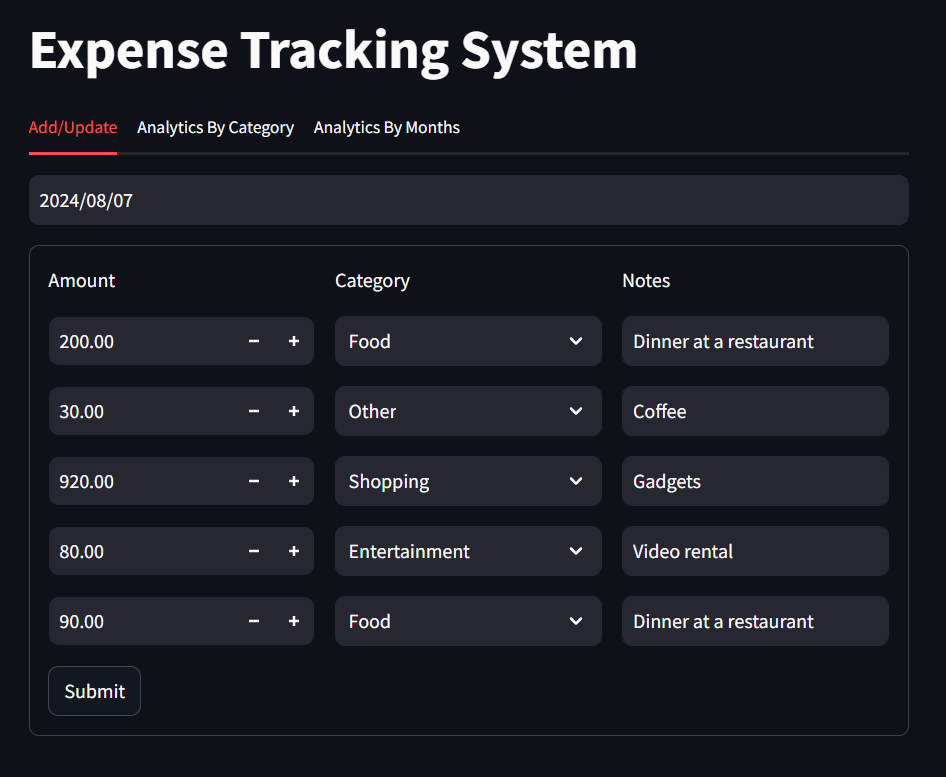 Expense Tracking System
Add/Update Analytics By Category Analytics By Months
2024/08/07
Amount Category Notes
200.00 Food Dinner at a restaurant
30.00 Other Coffee
920.00 Shopping Gadgets
80.00 Entertainment Video rental
90.00 Food Dinner at a restaurant
Submit